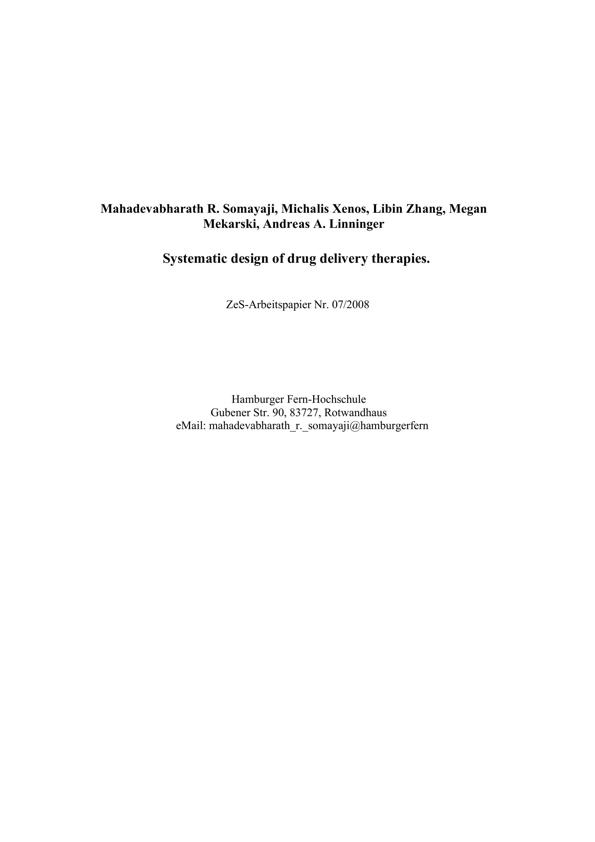 Mahadevabharath R. Somayaji, Michalis Xenos, Libin Zhang, Megan
Mekarski, Andreas A. Linninger
Systematic design of drug delivery therapies.
ZeS-Arbeitspapier Nr. 07/2008
Hamburger Fern-Hochschule
Gubener Str. 90, 83727, Rotwandhaus
eMail: mahadevabharath_r._somayaji@hamburgerfern